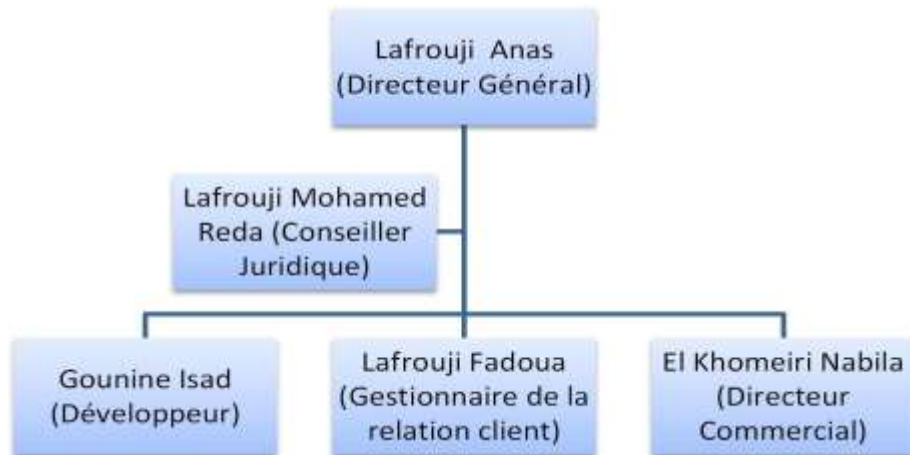 Lafrouji Anas
(Directeur Général)
Lafrouji Mohamed
Reda (Conseiller
Juridique)
Gounine Isad
(Développeur)
Lafrouji Fadoua
(Gestionnaire de la
relation client)
El Khomeiri Nabila
(Directeur
Commercial)